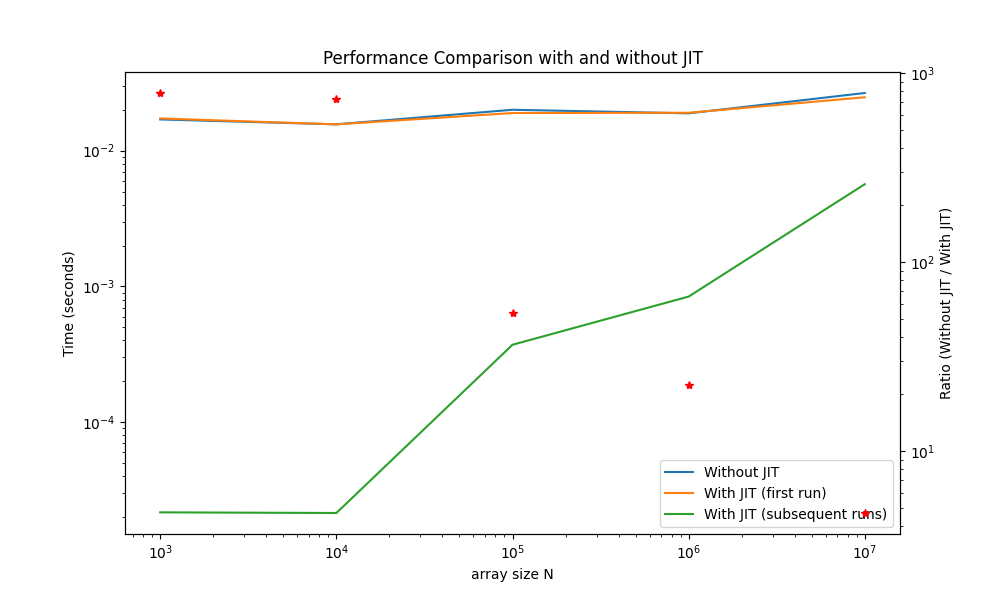 Performance Comparison with and without JIT
Time (seconds)
10⁻²
10⁻³
10⁻⁴
10³
10²
10¹
Ratio (Without JIT / With JIT)
Without JIT
With JIT (first run)
With JIT (subsequent runs)
10³ 10⁴ 10⁵ 10⁶ 10⁷
array size N